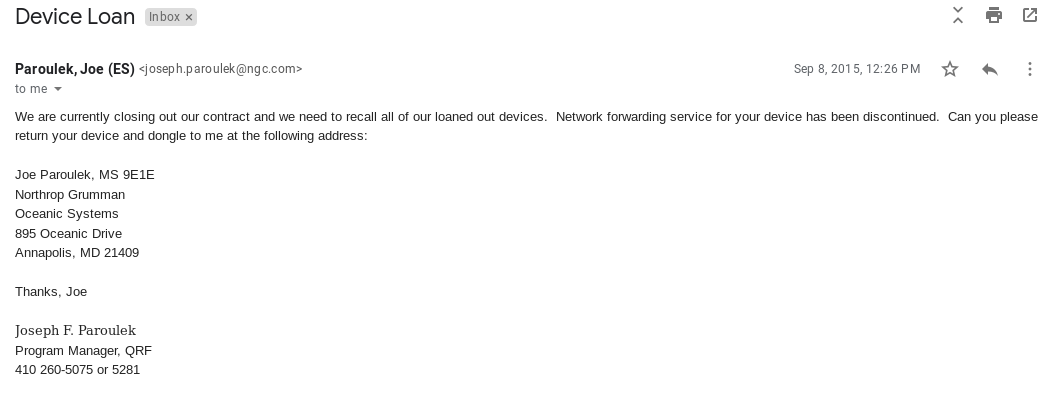 Device Loan Inbox ×
Paroulek, Joe (ES) <joseph.paroulek@ngc.com> Sep 8, 2015, 12:26 PM
to me
We are currently closing out our contract and we need to recall all of our loaned out devices.  Network forwarding service for your device has been discontinued.  Can you please
return your device and dongle to me at the following address:
Joe Paroulek, MS 9E1E
Northrop Grumman
Oceanic Systems
895 Oceanic Drive
Annapolis, MD 21409
Thanks, Joe
Joseph F. Paroulek
Program Manager, QRF
410 260-5075 or 5281